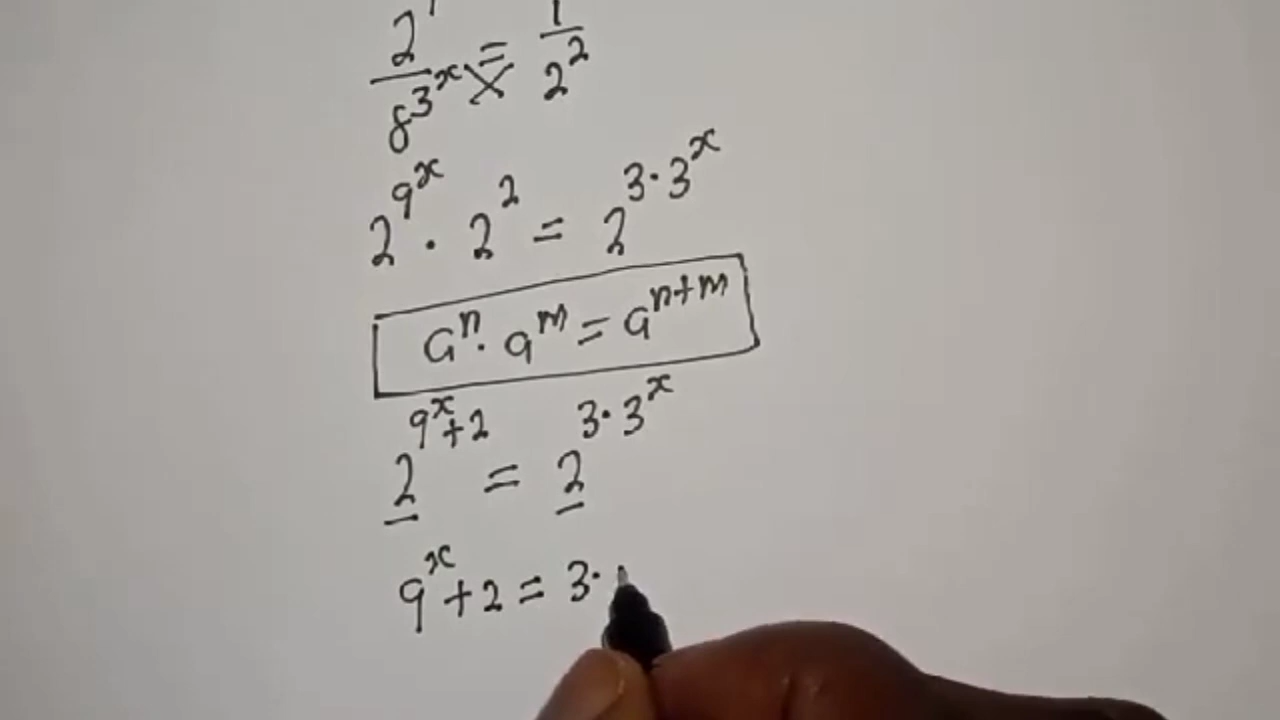 2/8^3^x = 1/2^2
2^9^x · 2^2 = 2^3·3^x
a^n · a^m = a^n+m
2^9^x+2 = 2^3·3^x
9^x + 2 = 3·